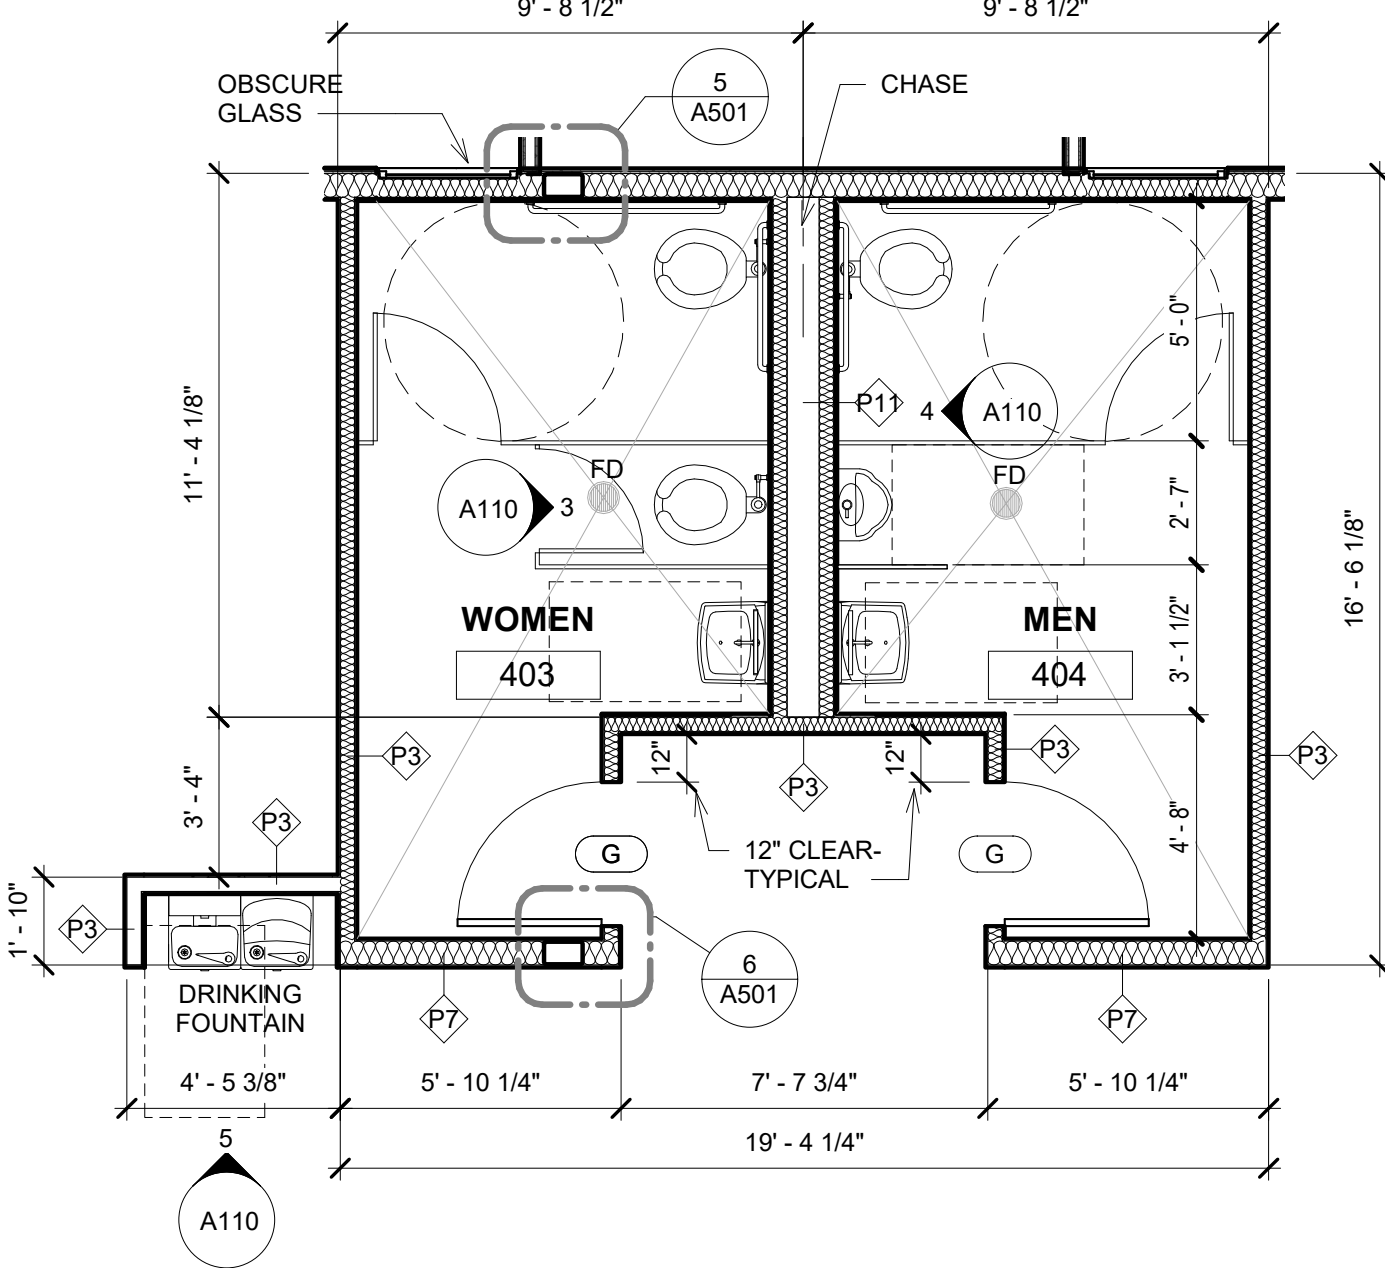 9' - 8 1/2"
9' - 8 1/2"
OBSCURE
GLASS
5
A501
CHASE
11' - 4 1/8"
5' - 0"
P11
4
A110
FD
FD
A110
3
2' - 7"
16' - 6 1/8"
WOMEN
403
MEN
404
3' - 1 1/2"
P3
12"
P3
12"
P3
P3
3' - 4"
P3
G
12" CLEAR-
TYPICAL
G
4' - 8"
1' - 10"
P3
6
A501
DRINKING
FOUNTAIN
P7
P7
4' - 5 3/8"
5' - 10 1/4"
7' - 7 3/4"
5' - 10 1/4"
19' - 4 1/4"
5
A110